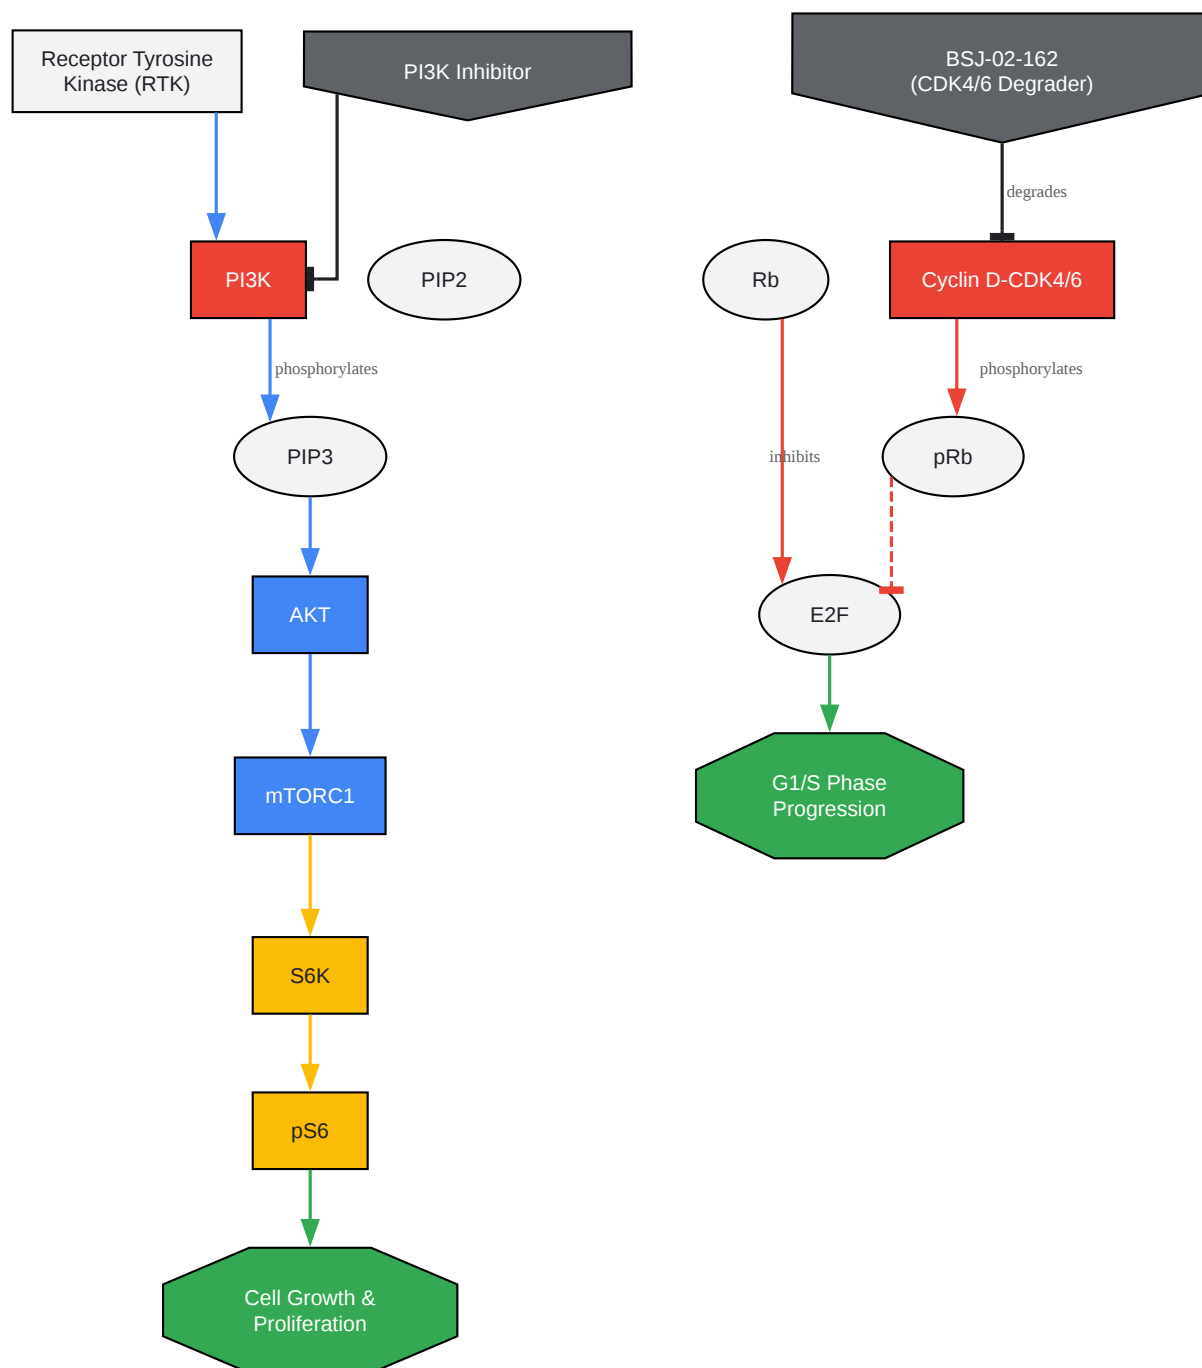 Receptor Tyrosine
Kinase (RTK)
PI3K Inhibitor
BSJ-02-162
(CDK4/6 Degrader)
degrades
PI3K
PIP2
Rb
Cyclin D-CDK4/6
phosphorylates
phosphorylates
PIP3
inhibits
pRb
AKT
E2F
mTORC1
G1/S Phase
Progression
S6K
pS6
Cell Growth &
Proliferation